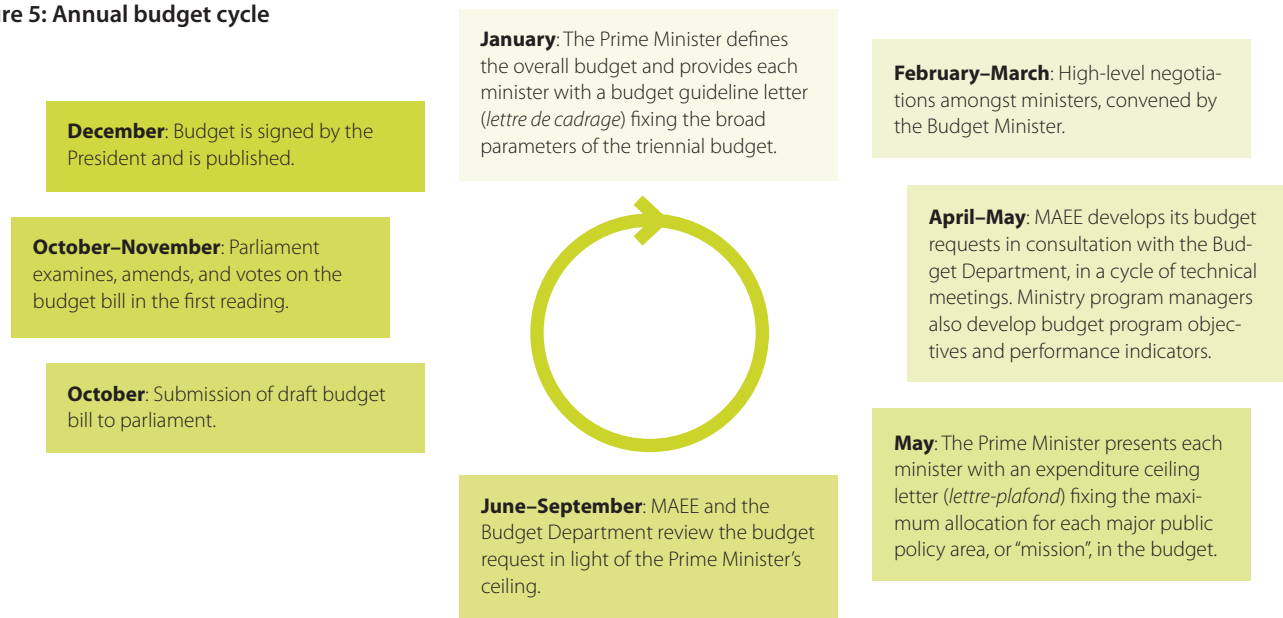 re 5: Annual budget cycle
January: The Prime Minister defines
the overall budget and provides each
minister with a budget guideline letter
(lettre de cadrage) fixing the broad
parameters of the triennial budget.
February–March: High-level negotia-
tions amongst ministers, convened by
the Budget Minister.
April–May: MAEE develops its budget
requests in consultation with the Bud-
get Department, in a cycle of technical
meetings. Ministry program managers
also develop budget program objec-
tives and performance indicators.
May: The Prime Minister presents each
minister with an expenditure ceiling
letter (lettre-plafond) fixing the maxi-
mum allocation for each major public
policy area, or “mission”, in the budget.
June–September: MAEE and the
Budget Department review the budget
request in light of the Prime Minister’s
ceiling.
October: Submission of draft budget
bill to parliament.
October–November: Parliament
examines, amends, and votes on the
budget bill in the first reading.
December: Budget is signed by the
President and is published.